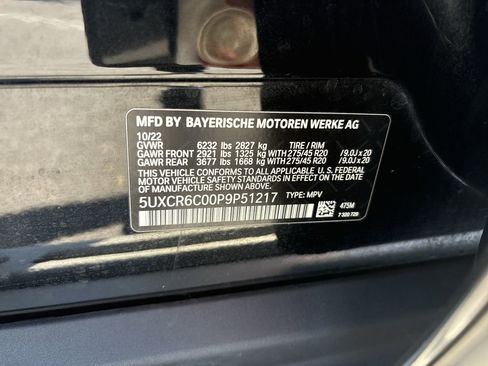 MFD BY BAYERISCHE MOTOREN WERKE AG
10/22
GVWR 6232 lbs 2827 kg TIRE / RIM
GAWR FRONT 2921 lbs 1325 kg WITH 275/45 R20 /9.0J x 20
GAWR REAR 3677 lbs 1668 kg WITH 275/45 R20 /9.0J x 20
THIS VEHICLE CONFORMS TO ALL APPLICABLE U.S. FEDERAL
MOTOR VEHICLE SAFETY STANDARDS IN EFFECT ON THE DATE OF
MANUFACTURE SHOWN ABOVE.
5UXCR6C00P9P51217 TYPE: MPV
475M
7 320 729